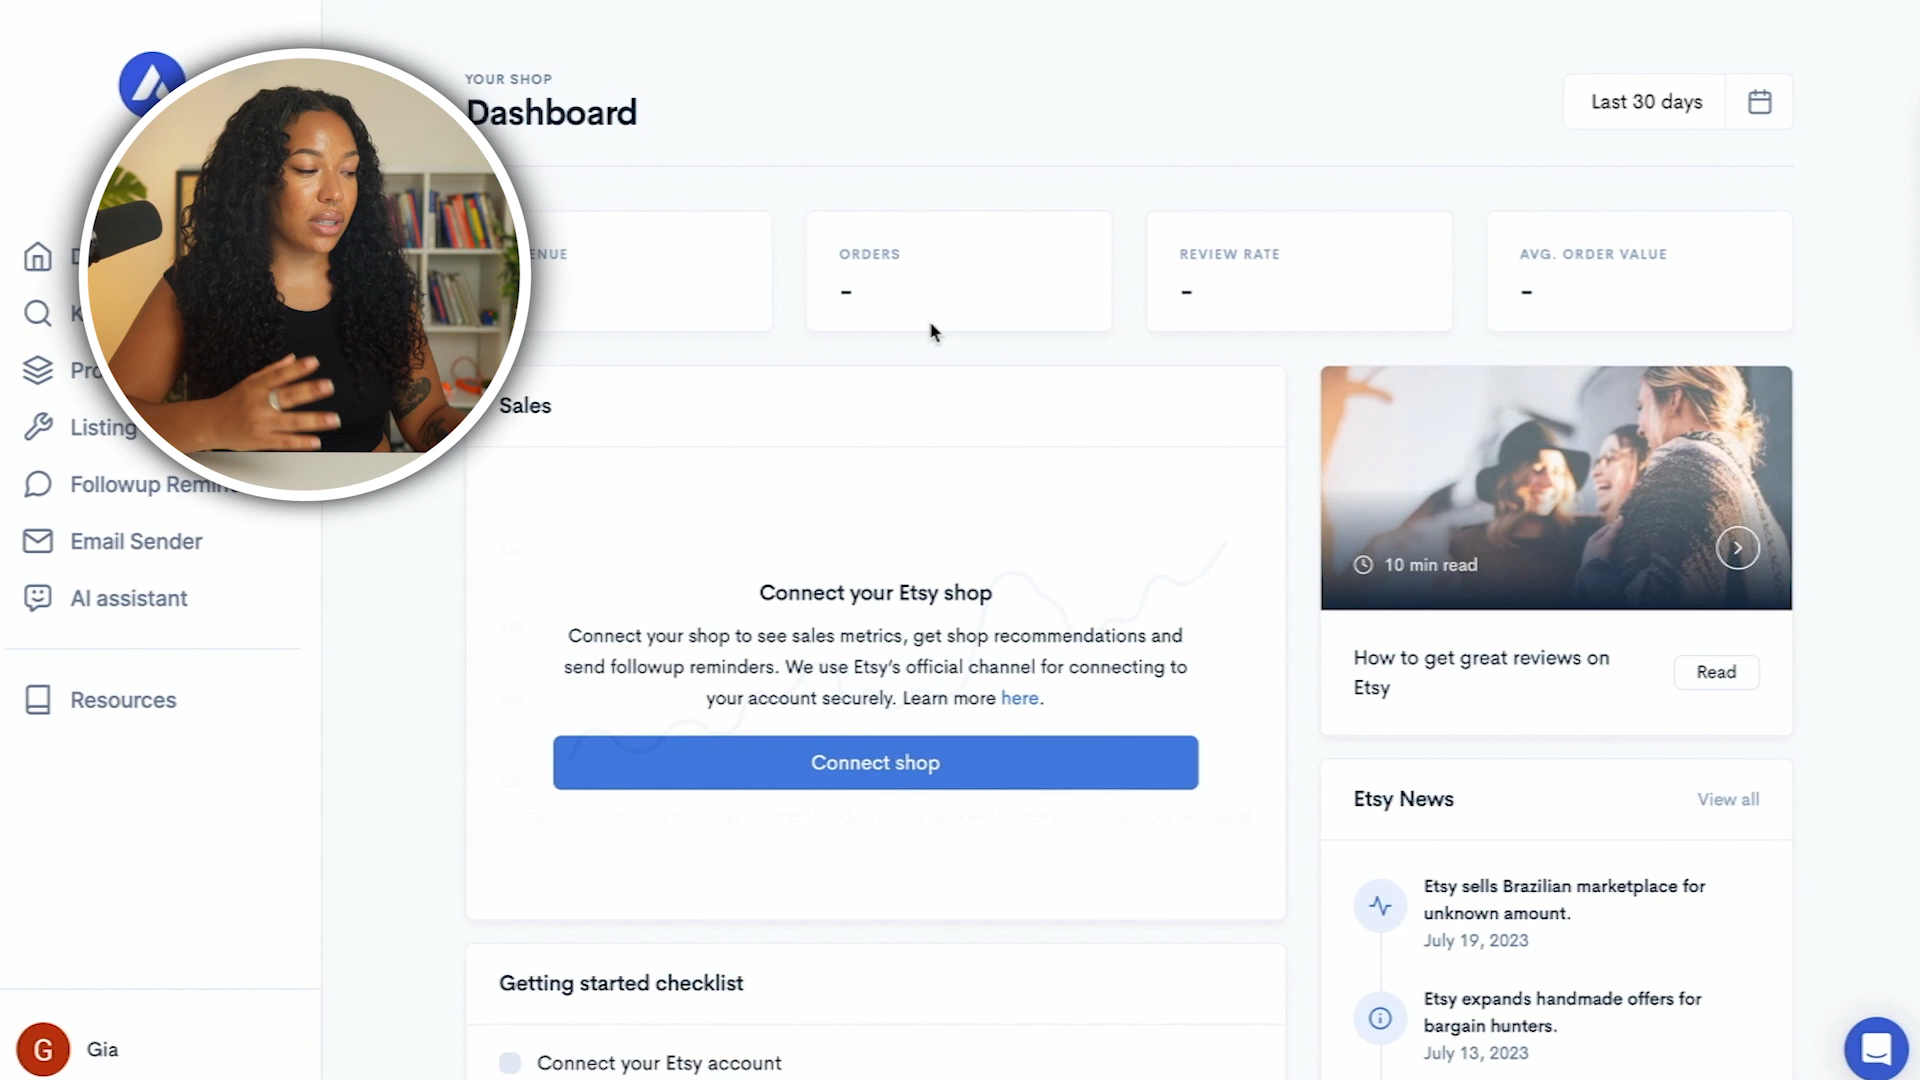 YOUR SHOP
Dashboard
Last 30 days
ENUE
ORDERS
-
REVIEW RATE
-
AVG. ORDER VALUE
-
Listing
Followup Remin
Email Sender
AI assistant
Resources
G
Gia
Sales
Connect your Etsy shop
Connect your shop to see sales metrics, get shop recommendations and
send followup reminders. We use Etsy's official channel for connecting to
your account securely. Learn more here.
Connect shop
Getting started checklist
Connect your Etsy account
10 min read
How to get great reviews on
Etsy
Read
Etsy News
View all
Etsy sells Brazilian marketplace for
unknown amount.
July 19, 2023
Etsy expands handmade offers for
bargain hunters.
July 13, 2023